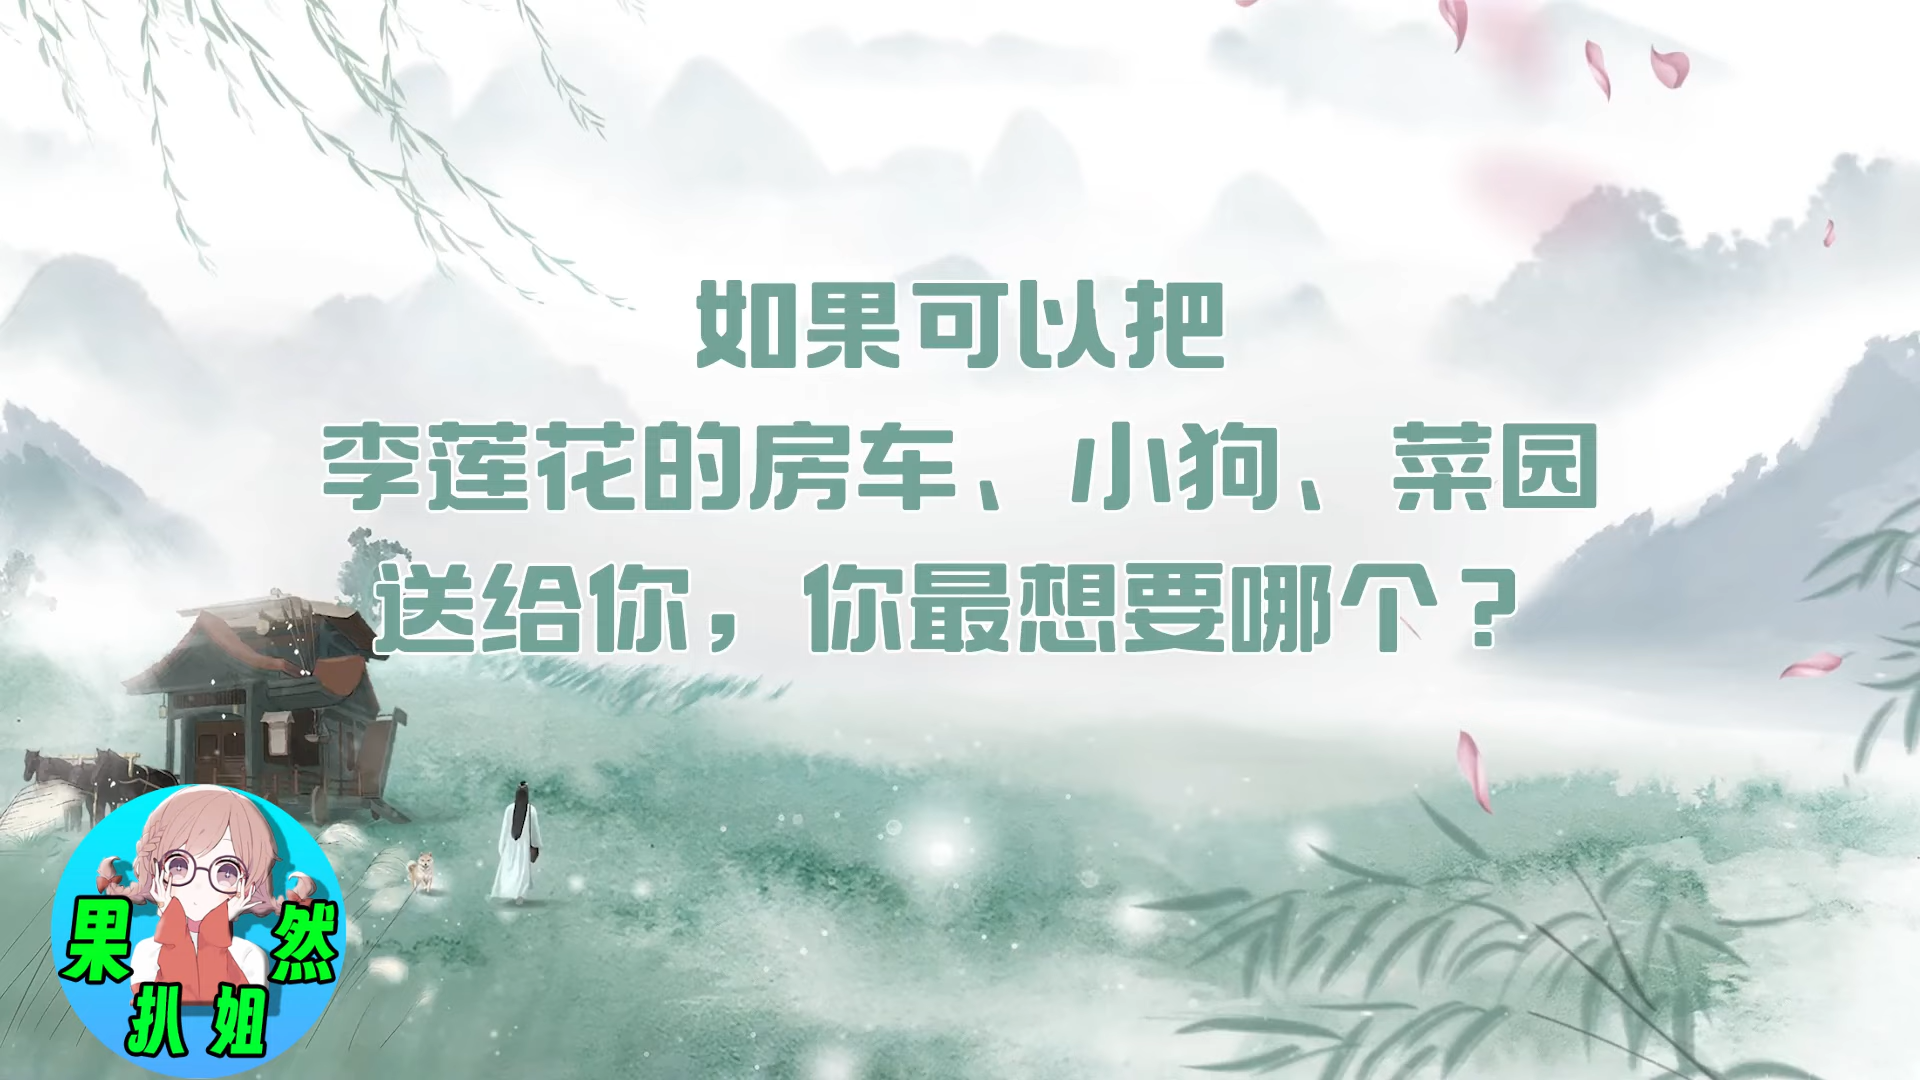 如果可以把
李莲花的房车、小狗、菜园
送给你，你最想要哪个？
果然
扒姐